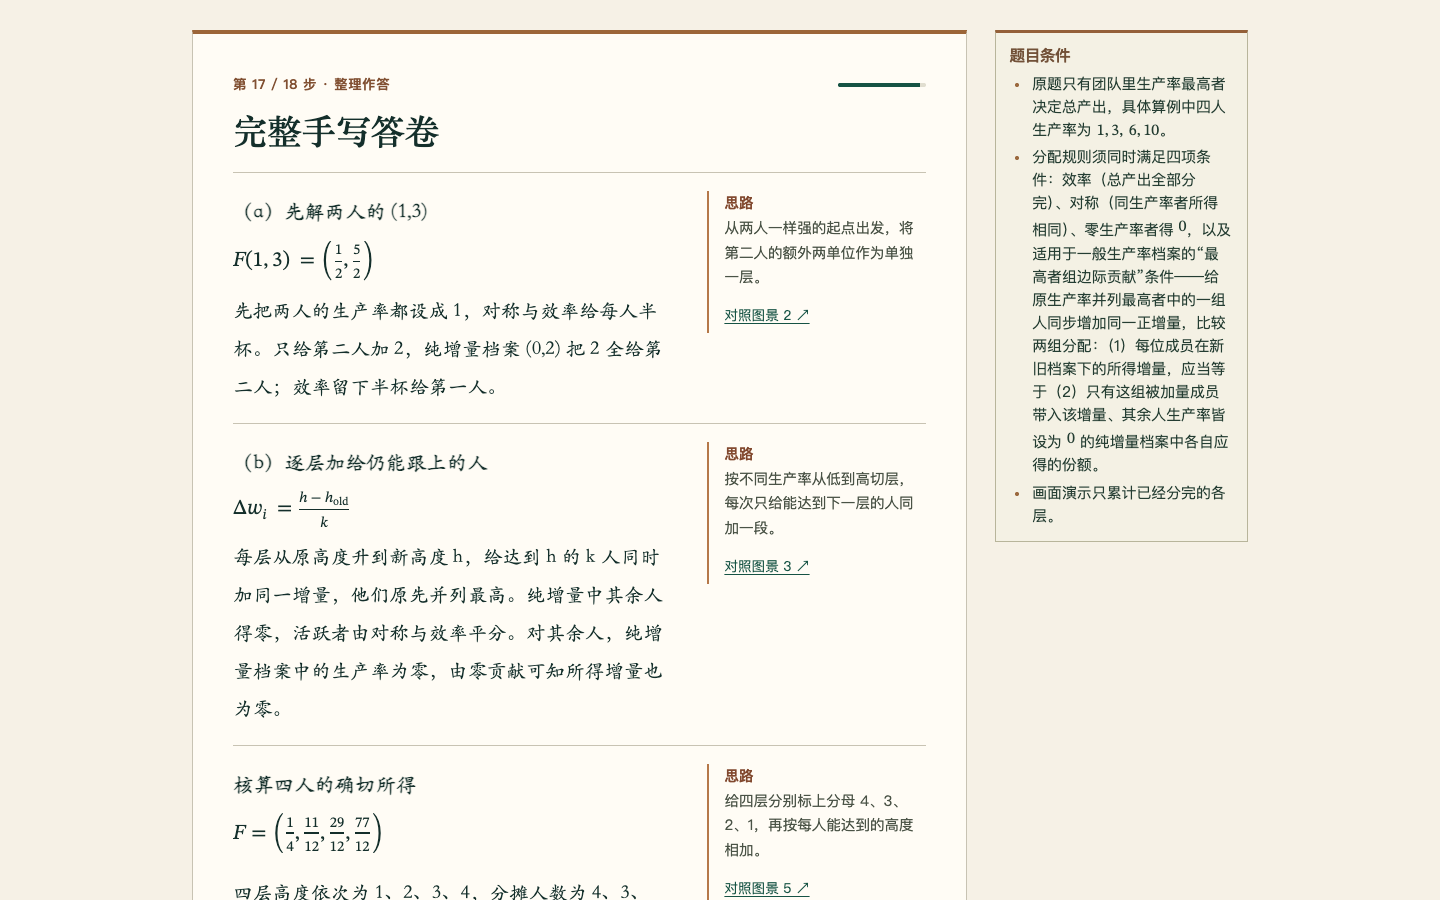 第 17 / 18 步 · 整理作答
完整手写答卷
（a）先解两人的 (1,3)
F(1, 3) = (1/2, 5/2)
先把两人的生产率都设成 1，对称与效率给每人半
杯。只给第二人加 2，纯增量档案 (0,2) 把 2 全给第
二人；效率留下半杯给第一人。
思路
从两人一样强的起点出发，将
第二人的额外两单位作为单独
一层。
对照图景 2 ↗
（b）逐层加给仍能跟上的人
Δw_i = (h − h_old)/k
每层从原高度升到新高度 h，给达到 h 的 k 人同时
加同一增量，他们原先并列最高。纯增量中其余人
得零，活跃者由对称与效率平分。对其余人，纯增
量档案中的生产率为零，由零贡献可知所得增量也
为零。
思路
按不同生产率从低到高切层，
每次只给能达到下一层的人同
加一段。
对照图景 3 ↗
核算四人的确切所得
F = (1/4, 11/12, 29/12, 77/12)
四层高度依次为 1、2、3、4，分摊人数为 4、3、
思路
给四层分别标上分母 4、3、
2、1，再按每人能达到的高度
相加。
对照图景 5 ↗
题目条件
• 原题只有团队里生产率最高者
决定总产出，具体算例中四人
生产率为 1, 3, 6, 10。
• 分配规则须同时满足四项条
件：效率（总产出全部分
完）、对称（同生产率者所得
相同）、零生产率者得 0，以及
适用于一般生产率档案的“最
高者组边际贡献”条件——给
原生产率并列最高者中的一组
人同步增加同一正增量，比较
两组分配：（1）每位成员在新
旧档案下的所得增量，应当等
于（2）只有这组被加量成员
带入该增量、其余人生产率皆
设为 0 的纯增量档案中各自应
得的份额。
• 画面演示只累计已经分完的各
层。